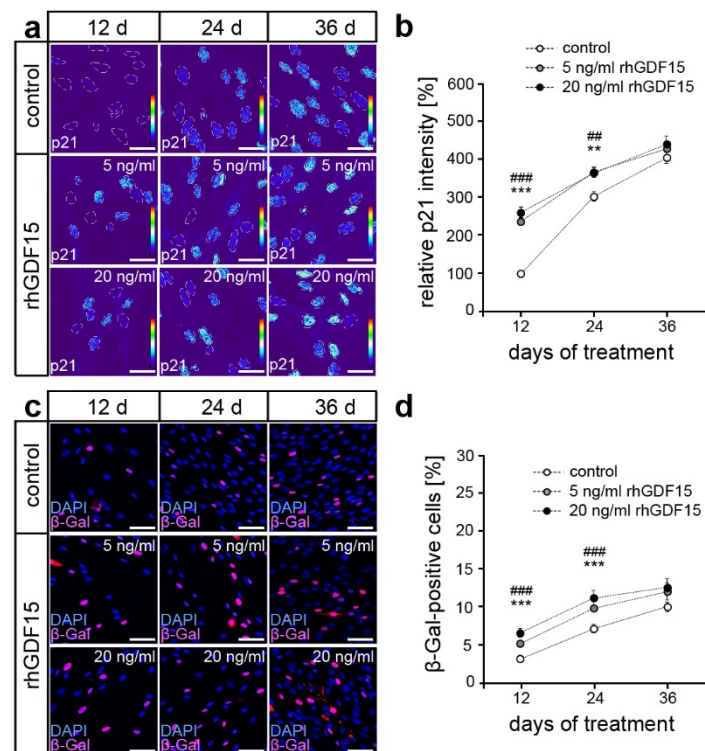 a
12 d 24 d 36 d
control
p21 p21 p21
rhGDF15
5 ng/ml 5 ng/ml 5 ng/ml
p21 p21 p21
20 ng/ml 20 ng/ml 20 ng/ml
p21 p21 p21
b
control
5 ng/ml rhGDF15
20 ng/ml rhGDF15
relative p21 intensity [%]
600
500
400
300
200
100
0
###
***
##
**
12 24 36
days of treatment
c
12 d 24 d 36 d
control
DAPI DAPI DAPI
β-Gal β-Gal β-Gal
rhGDF15
5 ng/ml 5 ng/ml 5 ng/ml
DAPI DAPI DAPI
β-Gal β-Gal β-Gal
20 ng/ml 20 ng/ml 20 ng/ml
DAPI DAPI DAPI
β-Gal β-Gal β-Gal
d
control
5 ng/ml rhGDF15
20 ng/ml rhGDF15
β-Gal-positive cells [%]
30
25
20
15
10
5
0
###
***
###
***
12 24 36
days of treatment